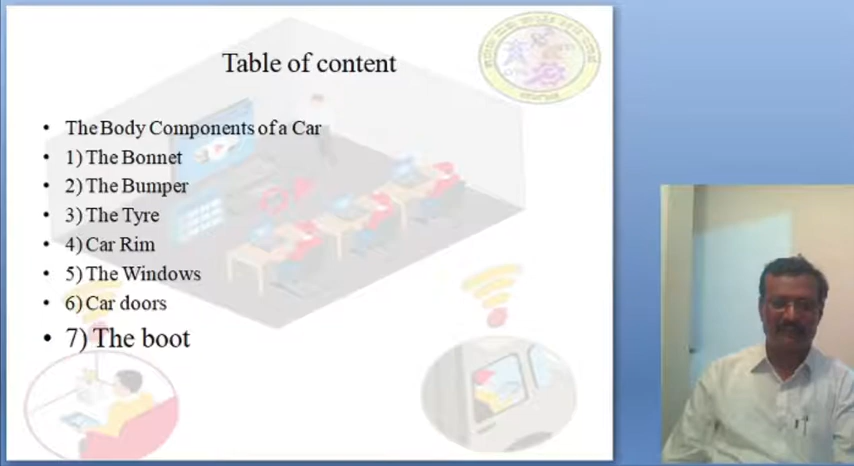 Table of content
• The Body Components of a Car
• 1) The Bonnet
• 2) The Bumper
• 3) The Tyre
• 4) Car Rim
• 5) The Windows
• 6) Car doors
• 7) The boot